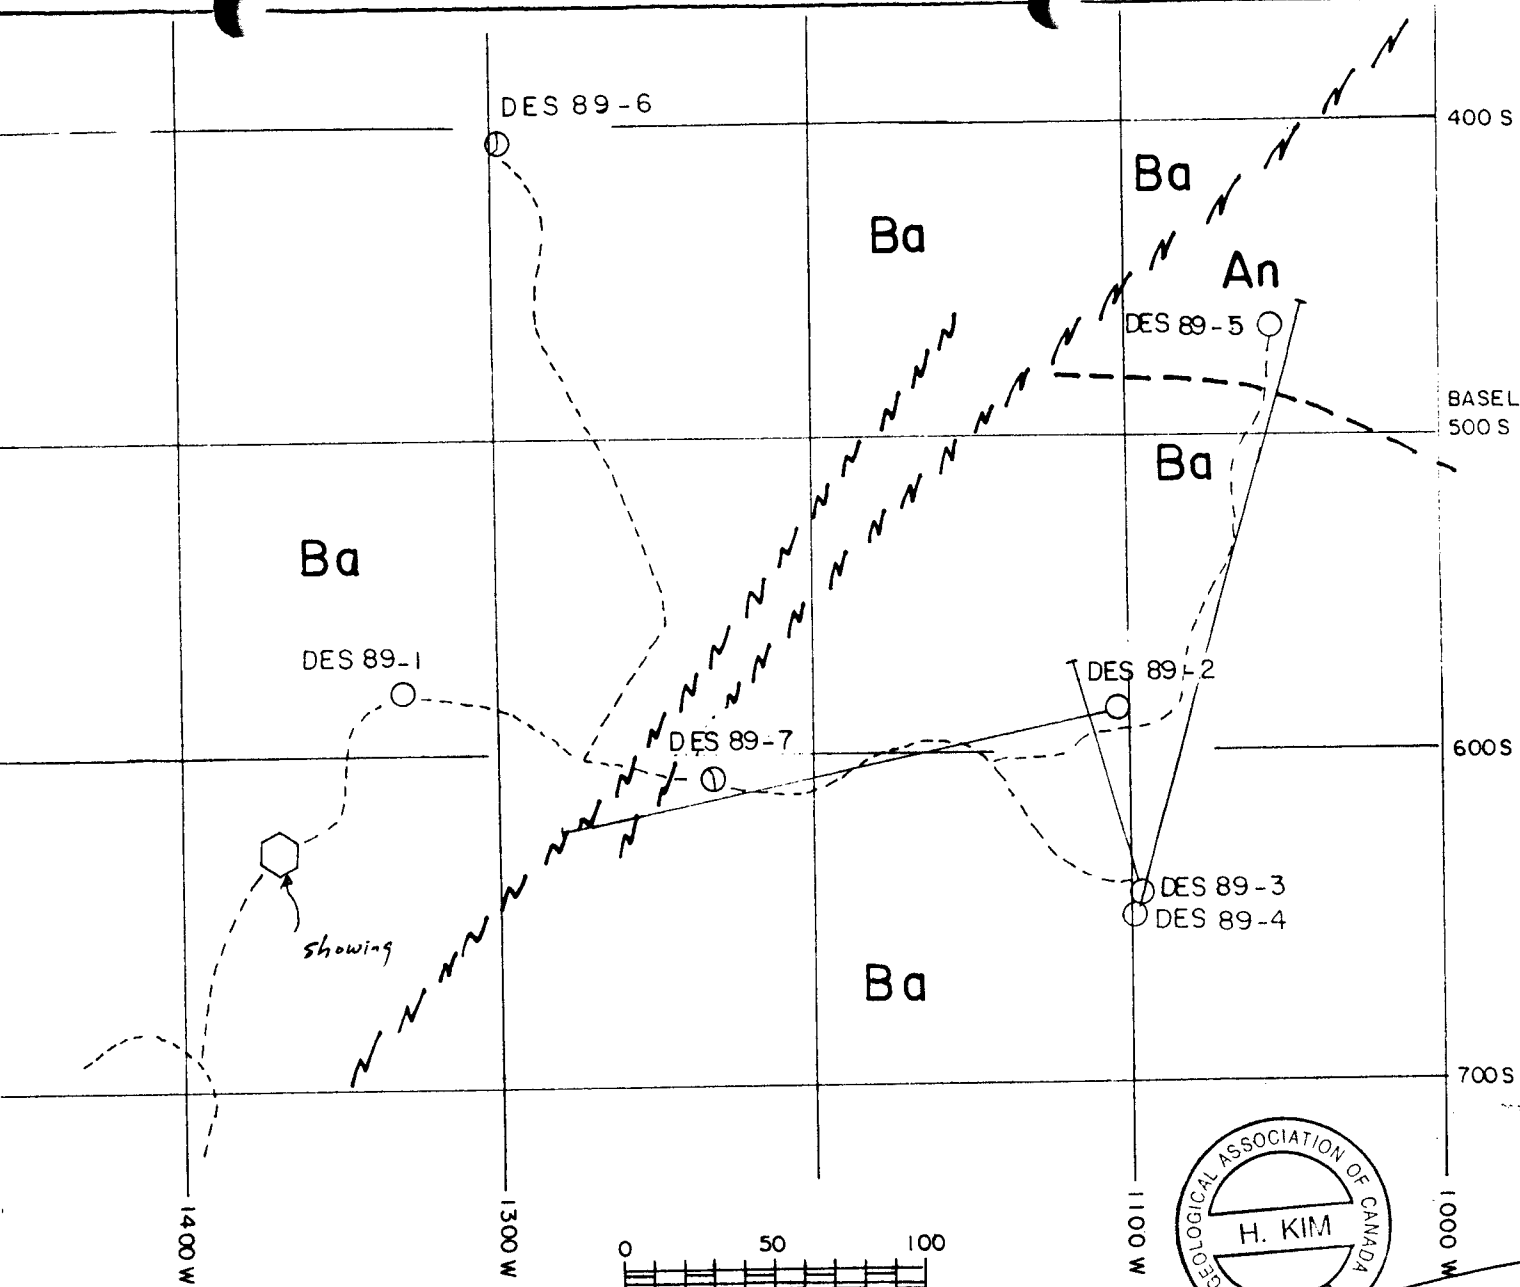 DES 89-6
400 S
Ba
Ba
An
DES 89-5
BASEL
500 S
Ba
Ba
DES 89-1
DES 89-2
DES 89-7
600 S
DES 89-3
DES 89-4
showing
Ba
700 S
1400 W
1300 W
1100 W
1000 W
0 50 100
GEOLOGICAL ASSOCIATION OF CANADA
H. KIM